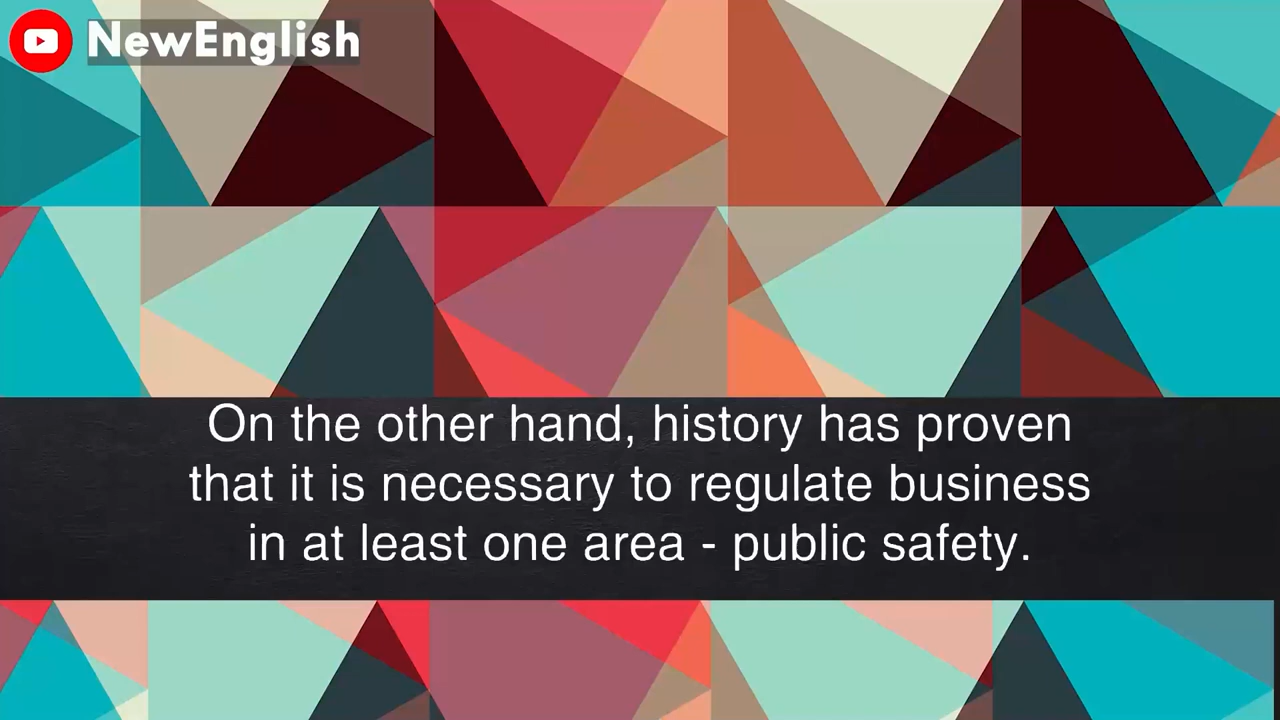 NewEnglish
On the other hand, history has proven
that it is necessary to regulate business
in at least one area - public safety.